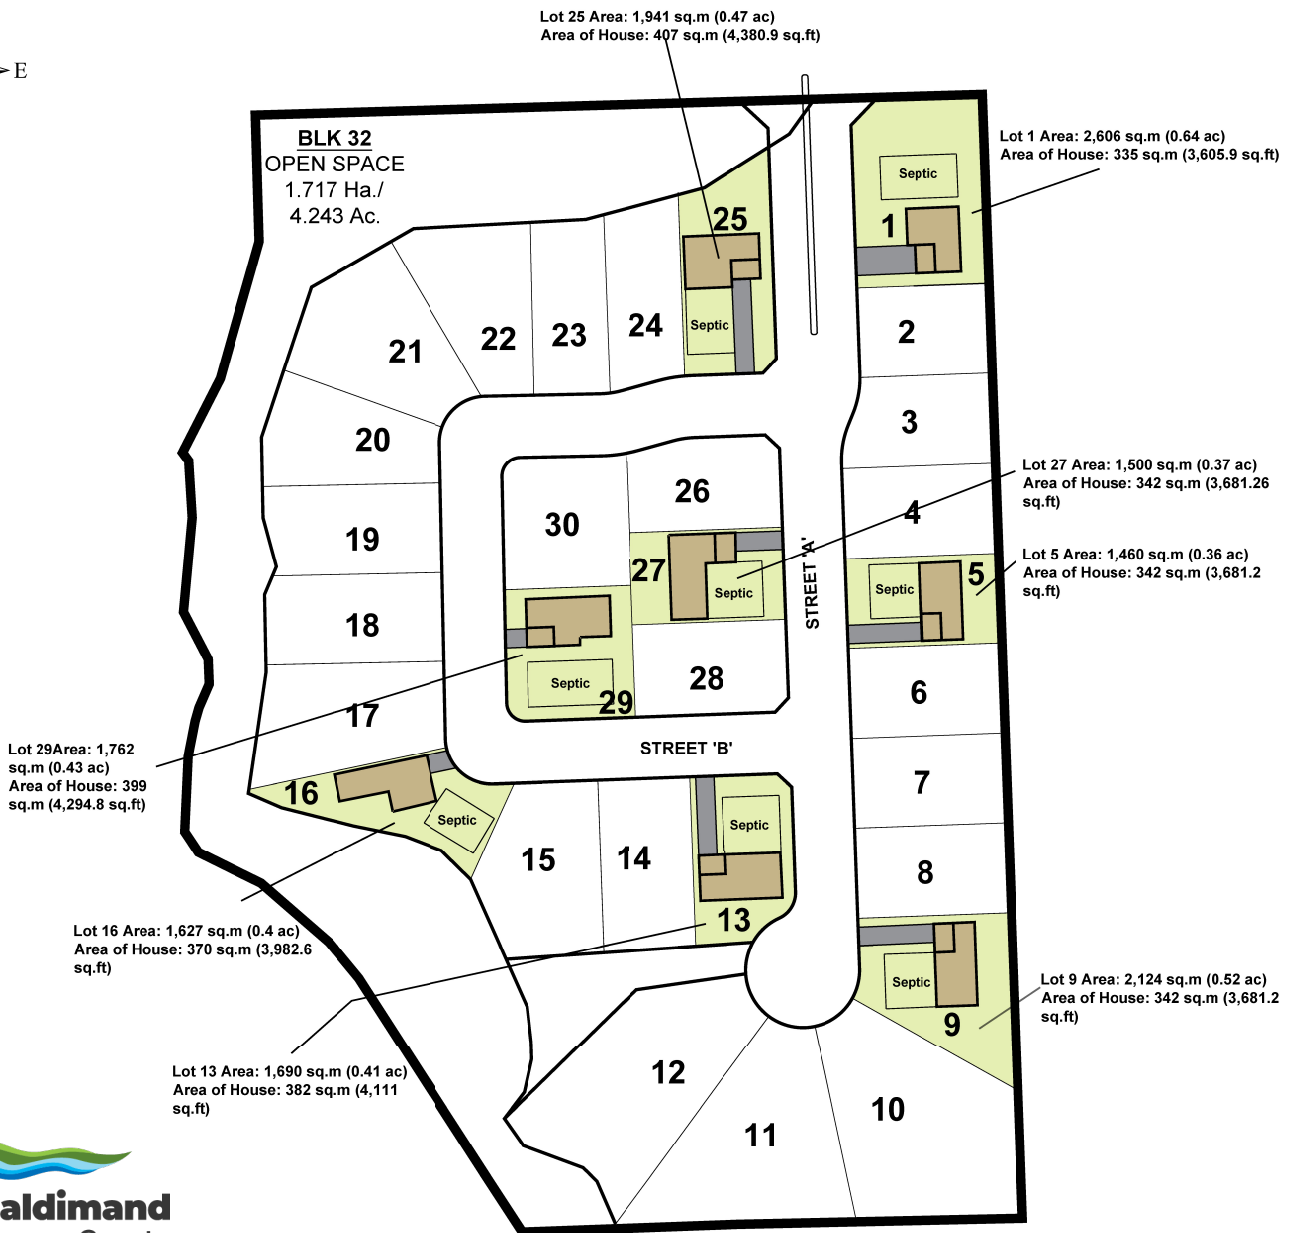 Lot 25 Area: 1,941 sq.m (0.47 ac)
Area of House: 407 sq.m (4,380.9 sq.ft)
E
BLK 32
OPEN SPACE
1.717 Ha./
4.243 Ac.
Lot 1 Area: 2,606 sq.m (0.64 ac)
Area of House: 335 sq.m (3,605.9 sq.ft)
Septic
25
1
Septic
2
24
23
22
21
3
20
Lot 27 Area: 1,500 sq.m (0.37 ac)
Area of House: 342 sq.m (3,681.26
sq.ft)
26
30
4
19
STREET 'A'
Lot 5 Area: 1,460 sq.m (0.36 ac)
Area of House: 342 sq.m (3,681.2
sq.ft)
27
Septic
Septic
5
18
28
Septic
29
6
17
STREET 'B'
Lot 29Area: 1,762
sq.m (0.43 ac)
Area of House: 399
sq.m (4,294.8 sq.ft)
7
16
Septic
Septic
15
14
8
13
Lot 16 Area: 1,627 sq.m (0.4 ac)
Area of House: 370 sq.m (3,982.6
sq.ft)
Septic
9
Lot 9 Area: 2,124 sq.m (0.52 ac)
Area of House: 342 sq.m (3,681.2
sq.ft)
Lot 13 Area: 1,690 sq.m (0.41 ac)
Area of House: 382 sq.m (4,111
sq.ft)
12
10
11
aldimand